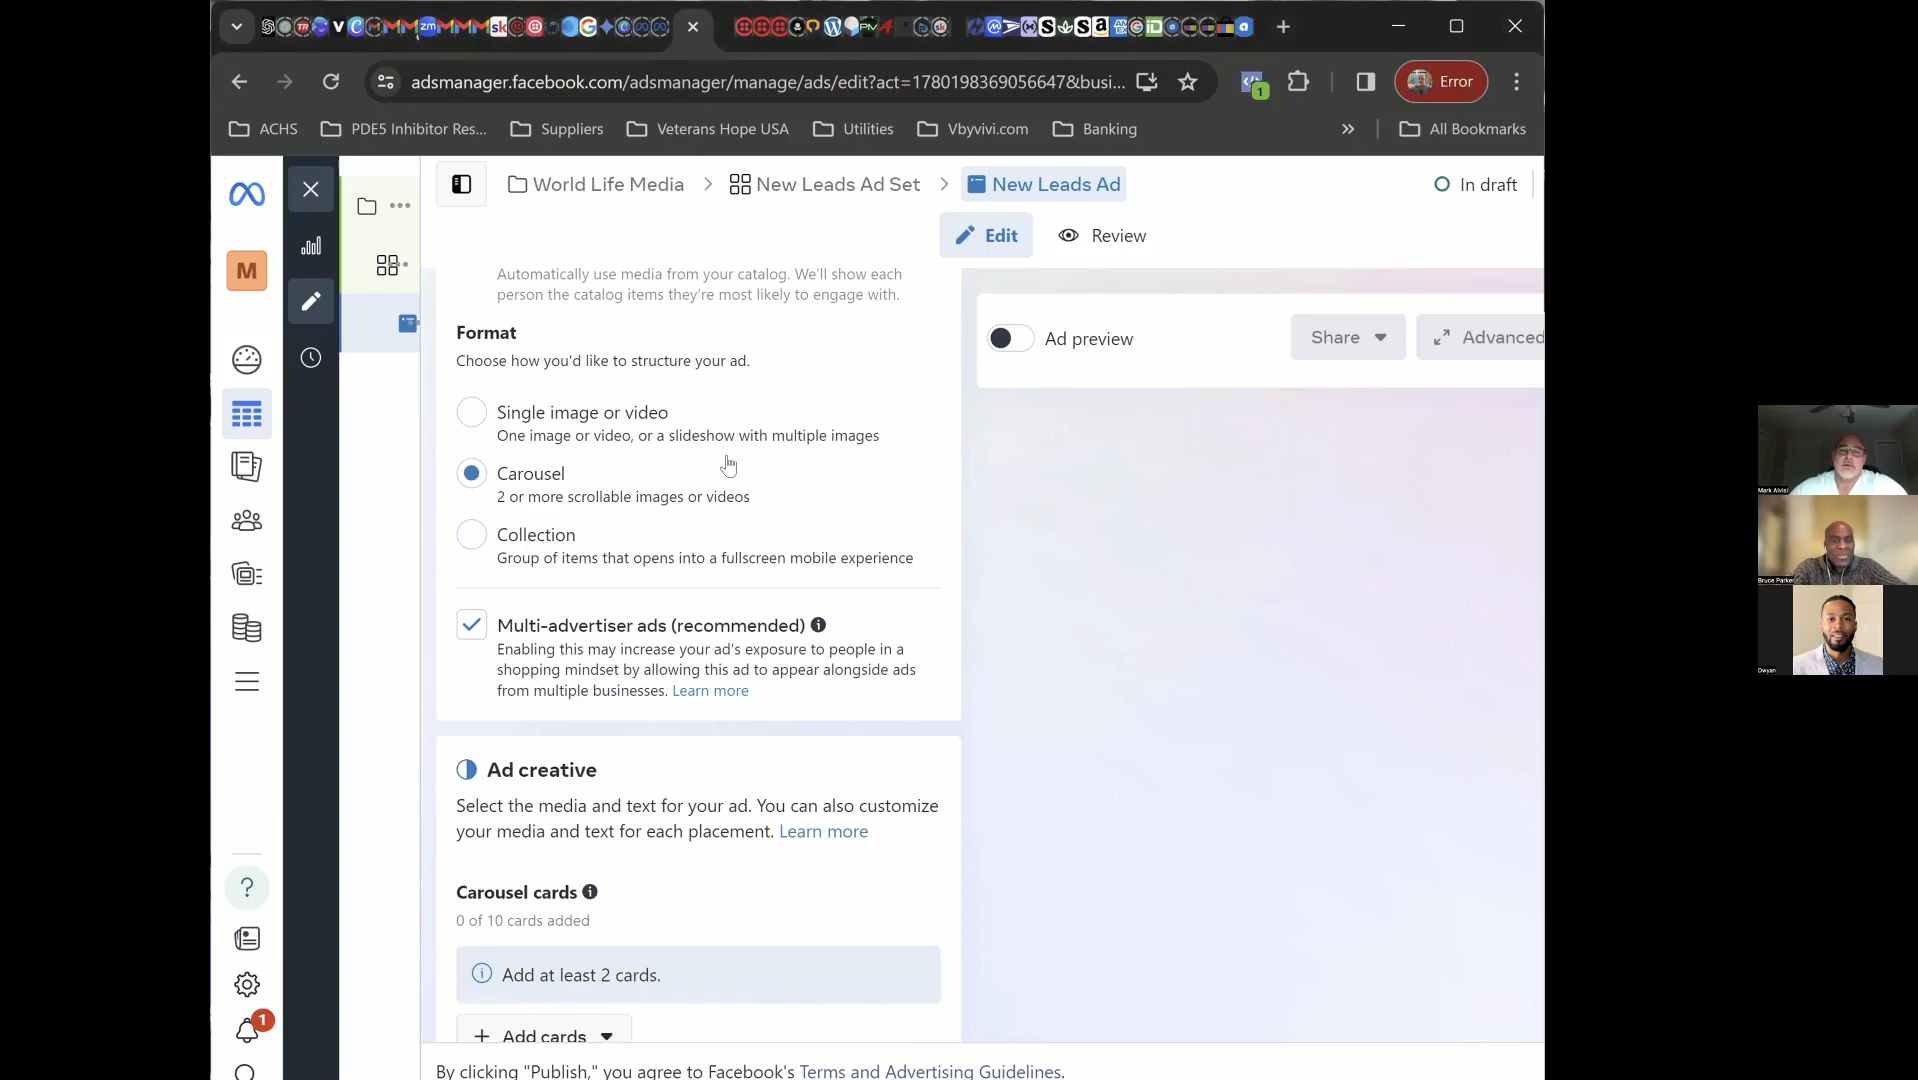 adsmanager.facebook.com/adsmanager/manage/ads/edit?act=1780198369056647&busi...
1
Error
ACHS
PDE5 Inhibitor Res...
Suppliers
Veterans Hope USA
Utilities
Vbyvivi.com
Banking
»
All Bookmarks
World Life Media
New Leads Ad Set
New Leads Ad
In draft
Edit
Review
M
Automatically use media from your catalog. We'll show each
person the catalog items they're most likely to engage with.
Format
Choose how you'd like to structure your ad.
Ad preview
Share
Advanced
Single image or video
One image or video, or a slideshow with multiple images
Carousel
2 or more scrollable images or videos
Collection
Group of items that opens into a fullscreen mobile experience
Multi-advertiser ads (recommended)
Enabling this may increase your ad's exposure to people in a
shopping mindset by allowing this ad to appear alongside ads
from multiple businesses. Learn more
Ad creative
Select the media and text for your ad. You can also customize
your media and text for each placement. Learn more
Carousel cards
0 of 10 cards added
Add at least 2 cards.
+ Add cards
By clicking "Publish," you agree to Facebook's Terms and Advertising Guidelines.
?
1
Mark Alvisi
Bruce Parker
Dwyan